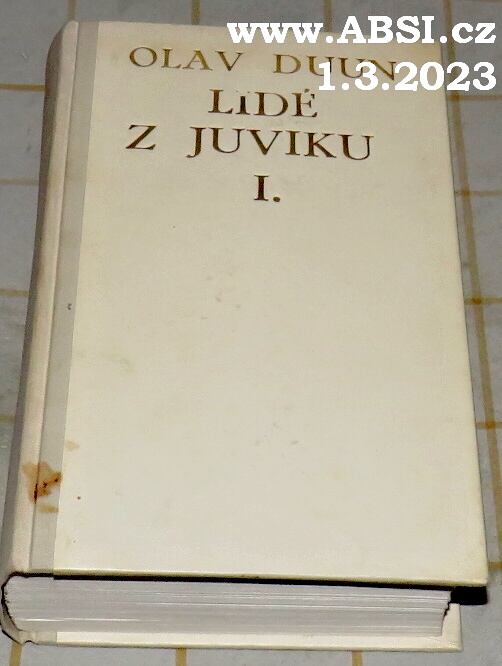 www.ABSI.cz
OLAV DUUN
1.3.2023
LIDÉ
Z JUVIKU
I.